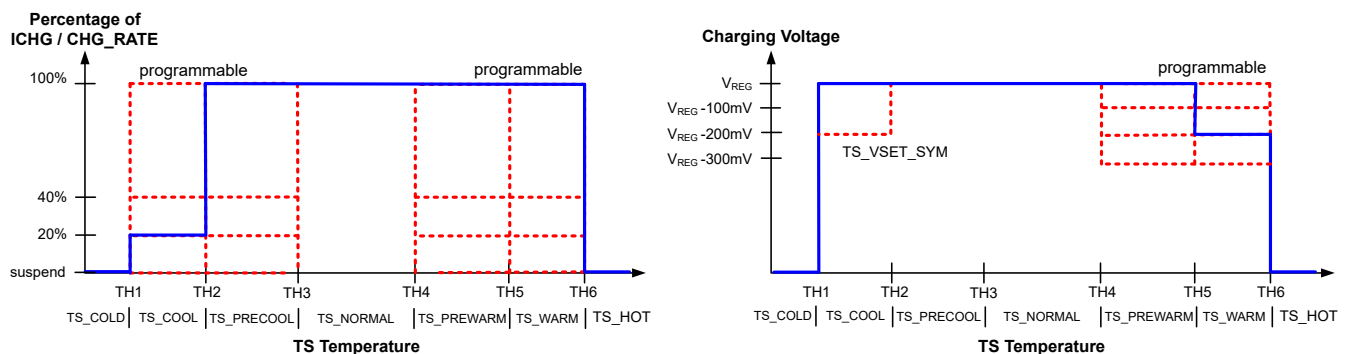 Percentage of
ICHG / CHG_RATE
100%
programmable
programmable
40%
20%
suspend
TH1 TH2 TH3 TH4 TH5 TH6
TS_COLD TS_COOL TS_PRECOOL TS_NORMAL TS_PREWARM TS_WARM TS_HOT
TS Temperature
Charging Voltage
programmable
VREG
VREG -100mV
VREG -200mV
VREG -300mV
TS_VSET_SYM
TH1 TH2 TH3 TH4 TH5 TH6
TS_COLD TS_COOL TS_PRECOOL TS_NORMAL TS_PREWARM TS_WARM TS_HOT
TS Temperature